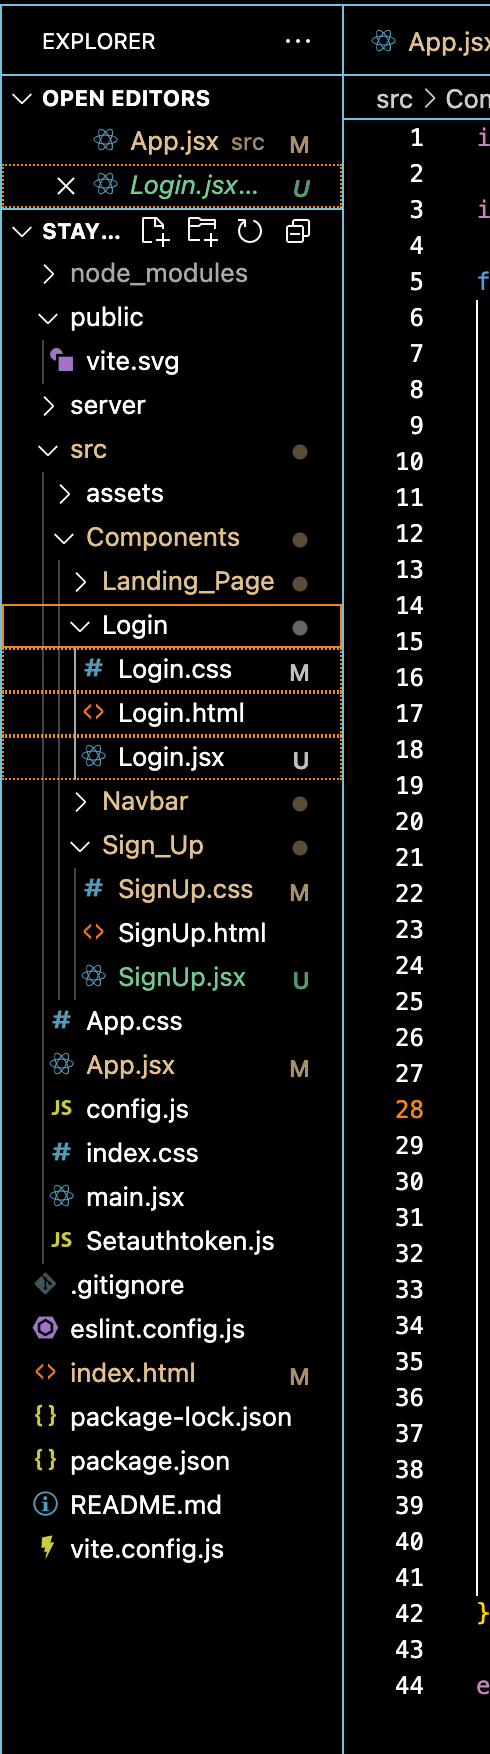 EXPLORER ...
OPEN EDITORS
App.jsx src M
Login.jsx... U
STAY...
node_modules
public
vite.svg
server
src
assets
Components
Landing_Page
Login
# Login.css M
<> Login.html
Login.jsx U
Navbar
Sign_Up
# SignUp.css M
<> SignUp.html
SignUp.jsx U
# App.css
App.jsx M
JS config.js
# index.css
main.jsx
JS Setauthtoken.js
.gitignore
eslint.config.js
<> index.html M
{} package-lock.json
{} package.json
README.md
vite.config.js
App.jsx
src > Com
1 i
2
3 i
4
5 f
6
7
8
9
10
11
12
13
14
15
16
17
18
19
20
21
22
23
24
25
26
27
28
29
30
31
32
33
34
35
36
37
38
39
40
41
42 }
43
44 e